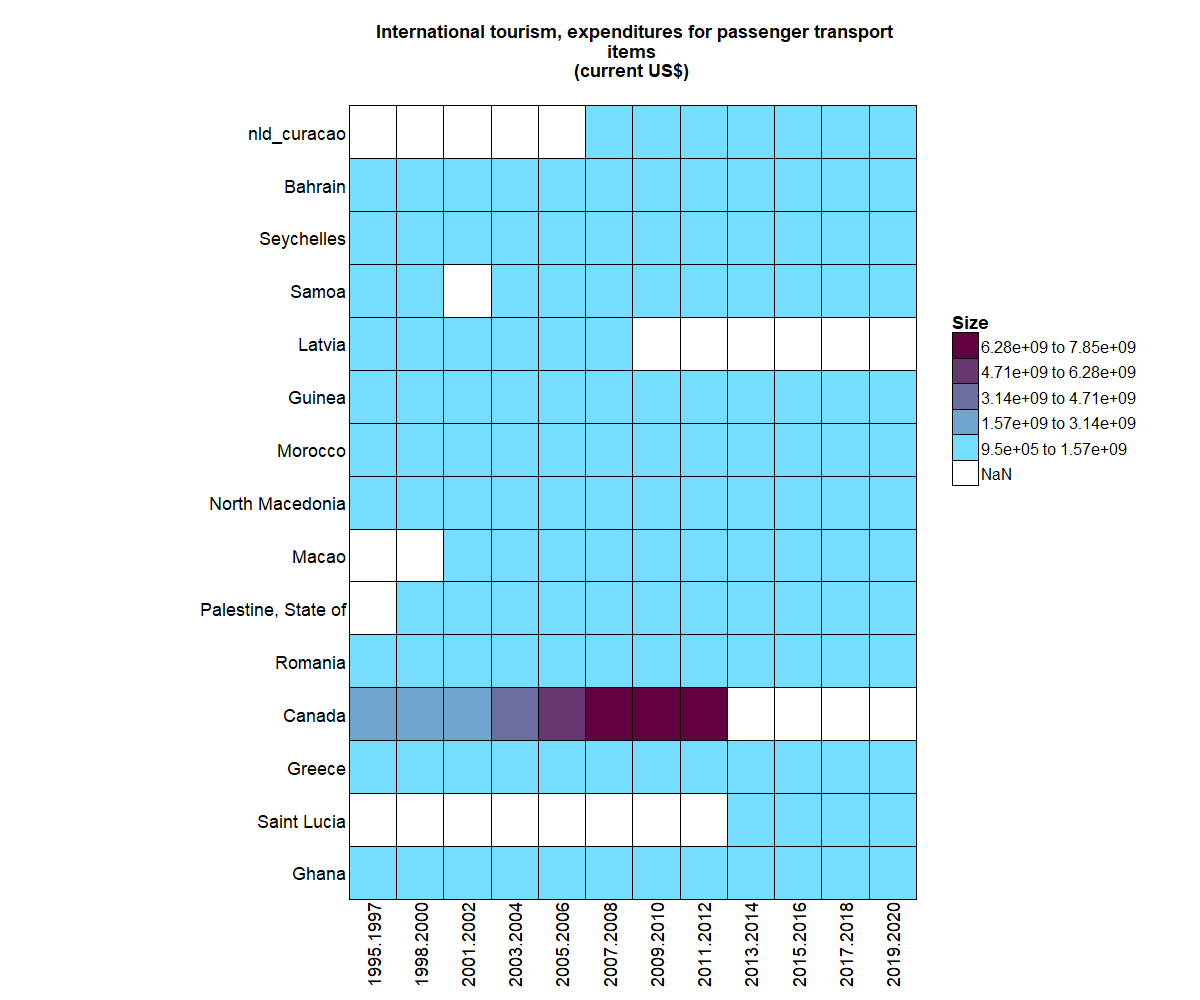 International tourism, expenditures for passenger transport
items
(current US$)
nld_curacao
Bahrain
Seychelles
Samoa
Latvia
Guinea
Morocco
North Macedonia
Macao
Palestine, State of
Romania
Canada
Greece
Saint Lucia
Ghana
1995.1997
1998.2000
2001.2002
2003.2004
2005.2006
2007.2008
2009.2010
2011.2012
2013.2014
2015.2016
2017.2018
2019.2020
Size
6.28e+09 to 7.85e+09
4.71e+09 to 6.28e+09
3.14e+09 to 4.71e+09
1.57e+09 to 3.14e+09
9.5e+05 to 1.57e+09
NaN